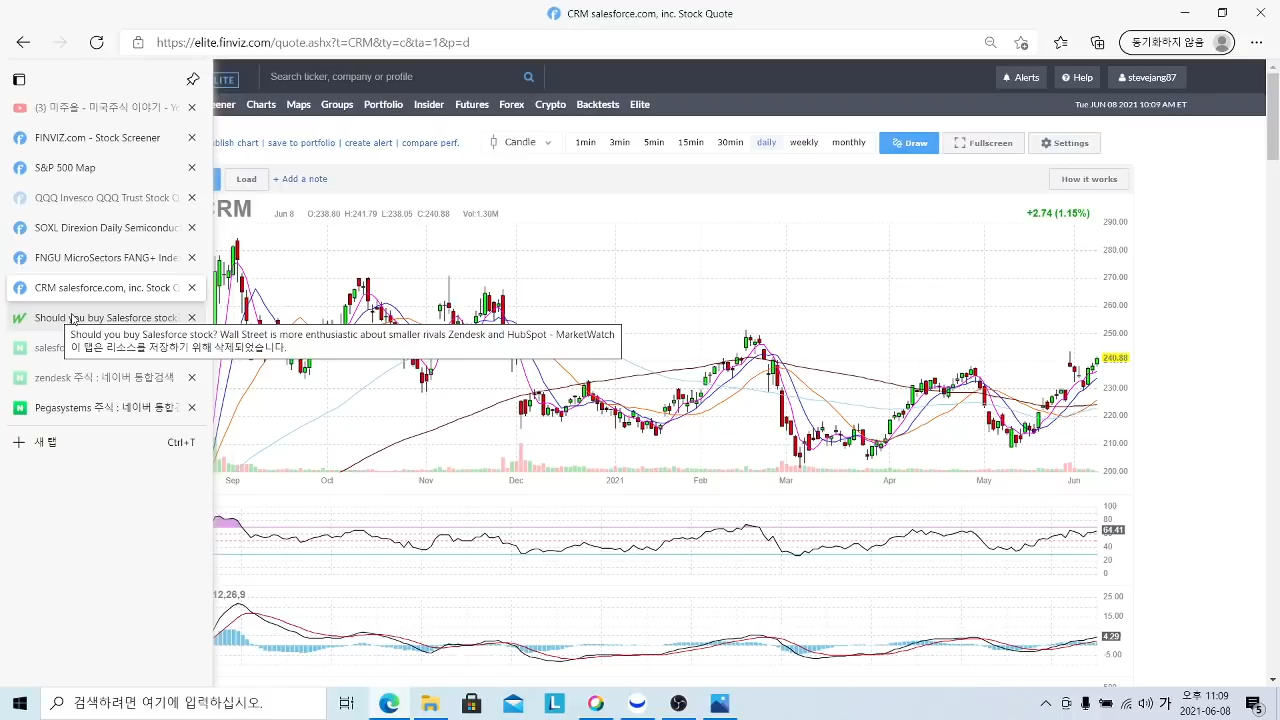 CRM salesforce.com, inc. Stock Quote
https://elite.finviz.com/quote.ashx?t=CRM&ty=c&ta=1&p=d
동기화하지 않음
(3) 미주올 - 미국주식 이야기 -
FINVIZ.com - Stock Screener
S&P 500 Map
QQQ Invesco QQQ Trust Stock
SOXL Direxion Daily Semiconduc
FNGU MicroSectors FANG+ Inde
CRM salesforce.com, inc. Stock
Should you buy Salesforce stock
Should you buy Salesforce stock? Wall Street is more enthusiastic about smaller rivals Zendesk and HubSpot - MarketWatch
이 탭은 리소스를 저장하기 위해 삭제되었습니다.
salesfo
zendesk 주식 : 네이버 통합검색
Pegasystems 주식 : 네이버 통합
새 탭
Ctrl+T
LITE
Search ticker, company or profile
Alerts
Help
stevejang87
ener Charts Maps Groups Portfolio Insider Futures Forex Crypto Backtests Elite
Tue JUN 08 2021 10:09 AM ET
blish chart | save to portfolio | create alert | compare perf.
Candle
1min 3min 5min 15min 30min daily weekly monthly
Draw
Fullscreen
Settings
Load
+ Add a note
How it works
CRM
Jun 8 O:238.80 H:241.79 L:238.05 C:240.88 Vol:1.30M
+2.74 (1.15%)
290.00
280.00
270.00
260.00
250.00
240.88
230.00
220.00
210.00
200.00
Sep Oct Nov Dec 2021 Feb Mar Apr May Jun
100
80
64.41
40
20
0
12,26,9
25.00
15.00
4.29
-5.00
검색하려면 여기에 입력하십시오.
가
오후 11:09
2021-06-08
5